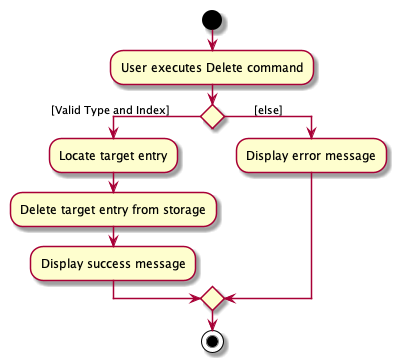 User executes Delete command
[Valid Type and Index]
[else]
Locate target entry
Display error message
Delete target entry from storage
Display success message